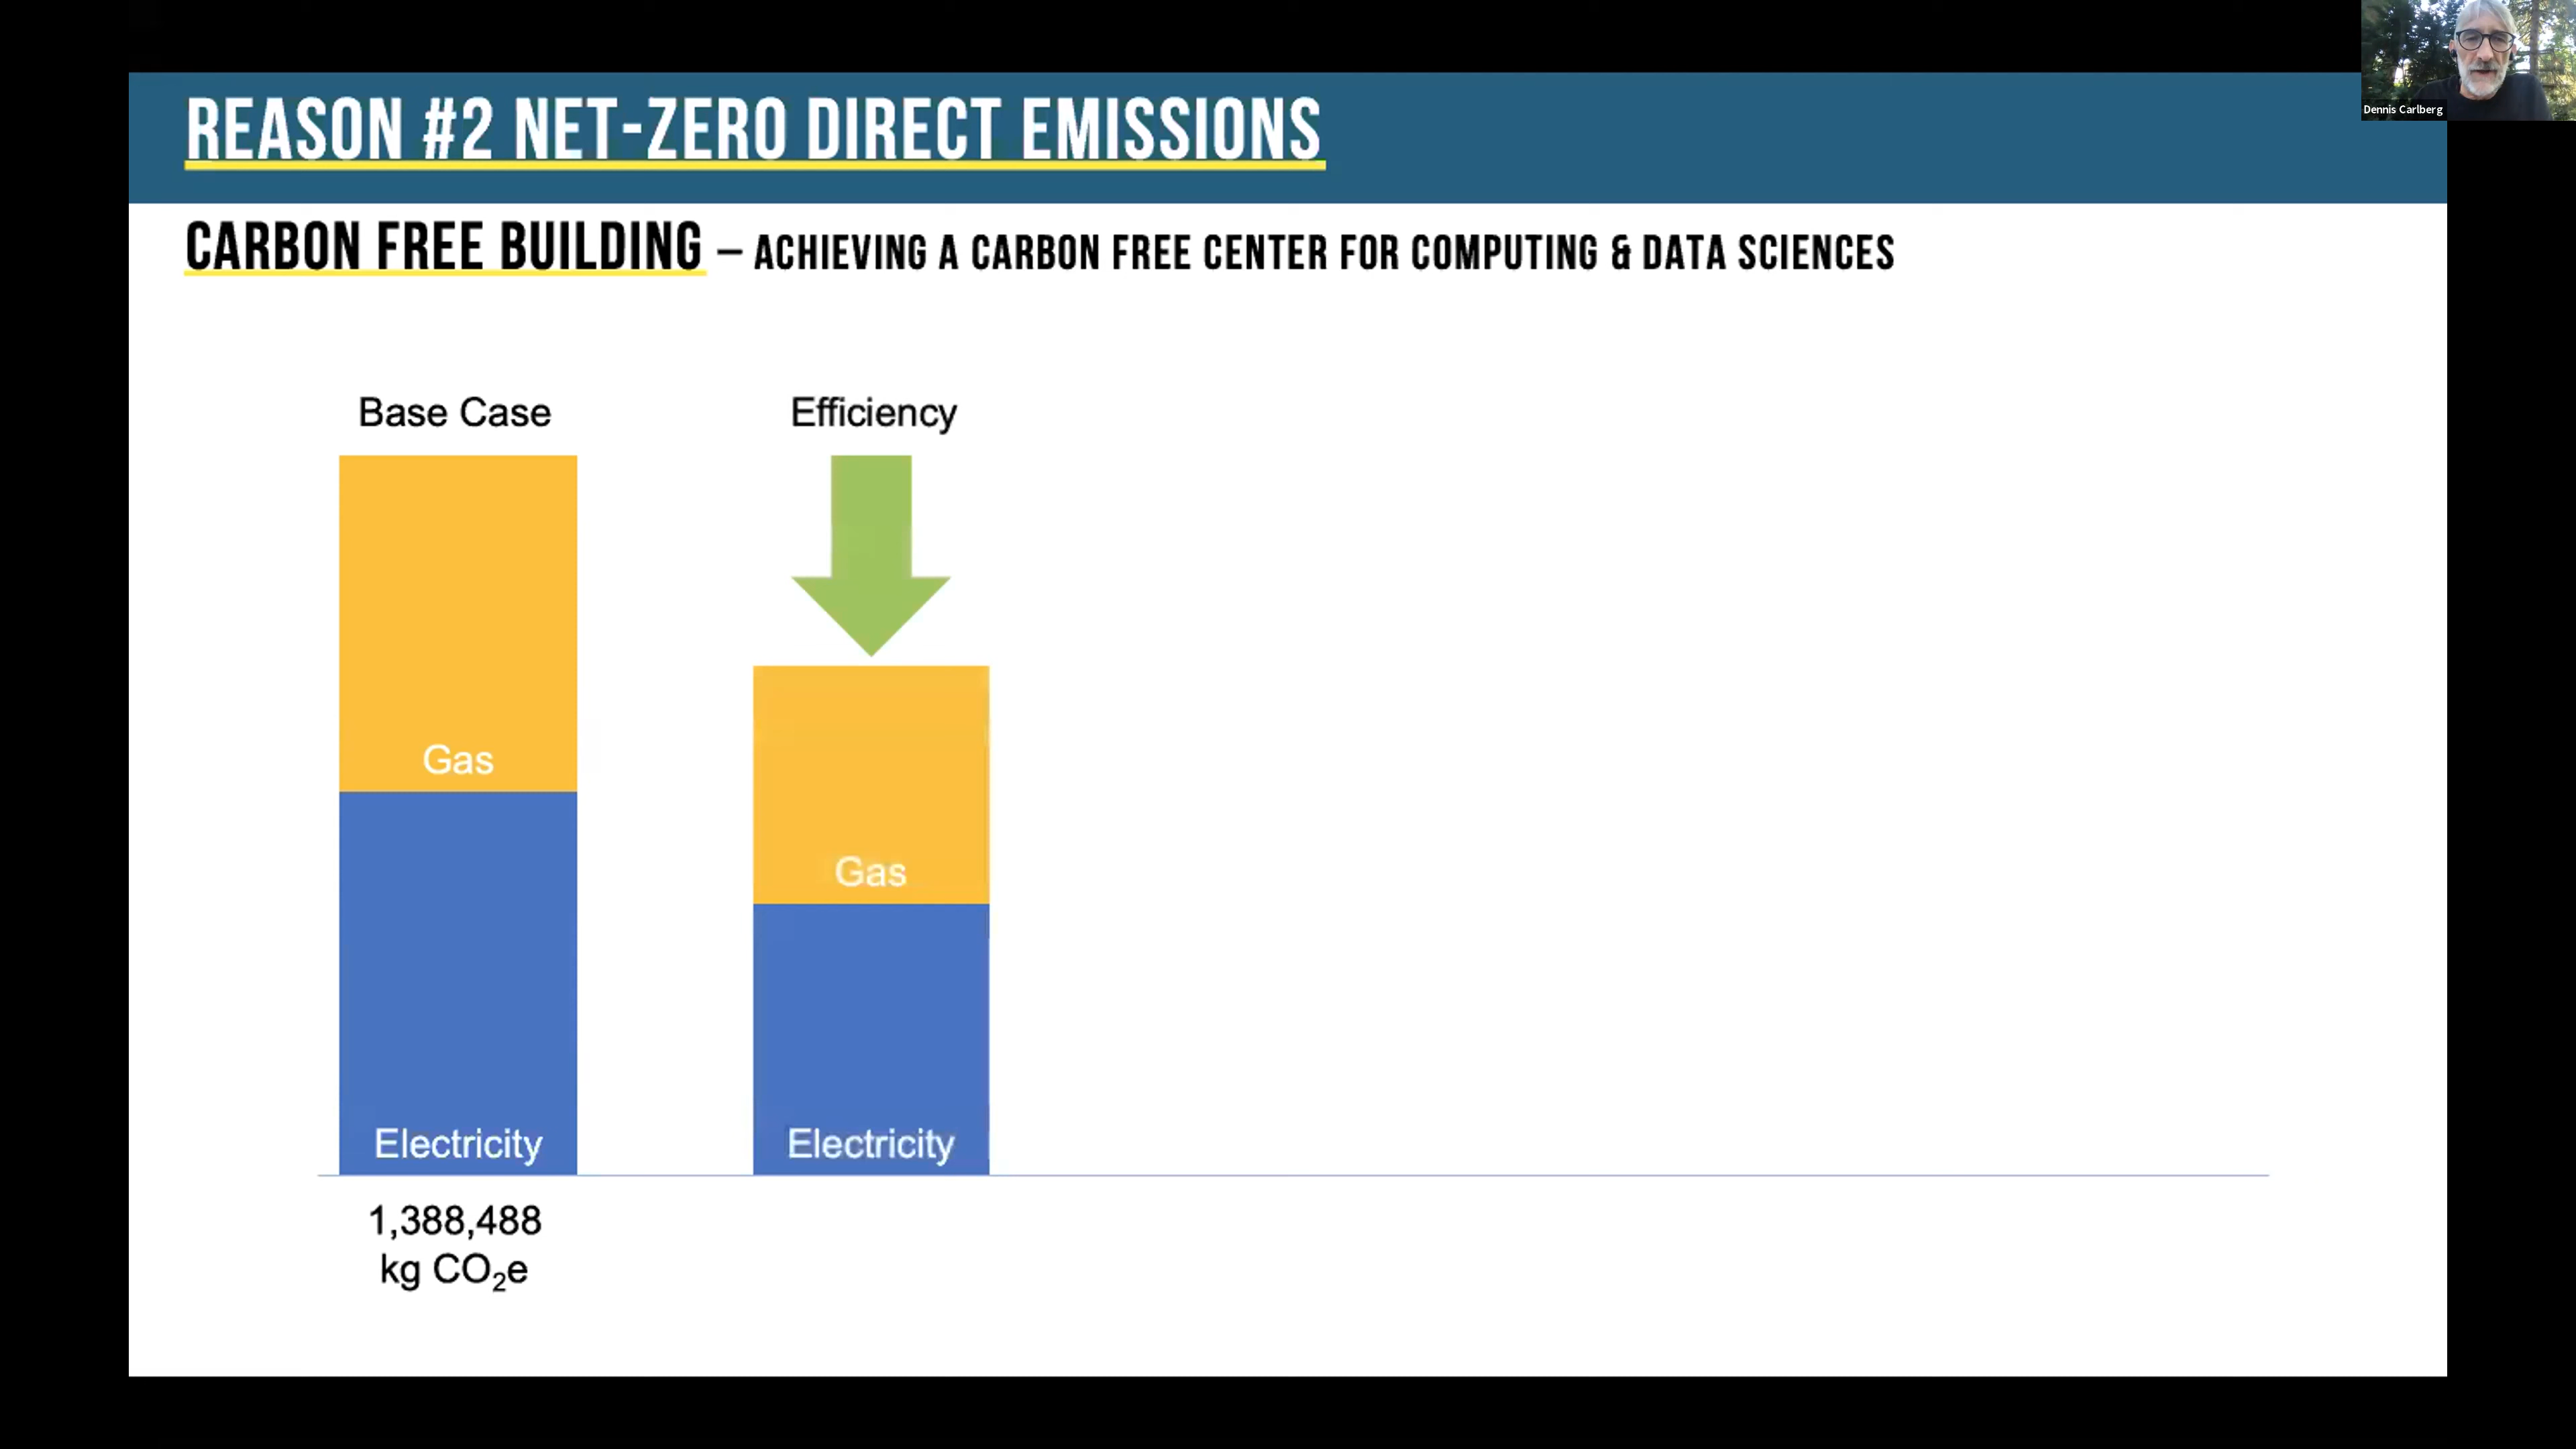 REASON #2 NET-ZERO DIRECT EMISSIONS
Dennis Carlberg
CARBON FREE BUILDING – ACHIEVING A CARBON FREE CENTER FOR COMPUTING & DATA SCIENCES
Base Case
Efficiency
Gas
Gas
Electricity
Electricity
1,388,488
kg CO₂e